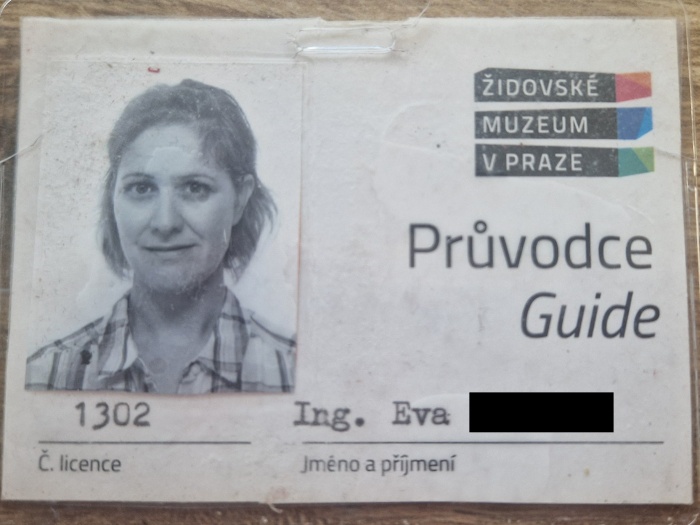 ŽIDOVSKÉ
MUZEUM
V PRAZE
Průvodce
Guide
1302
Ing. Eva
Č. licence
Jméno a příjmení